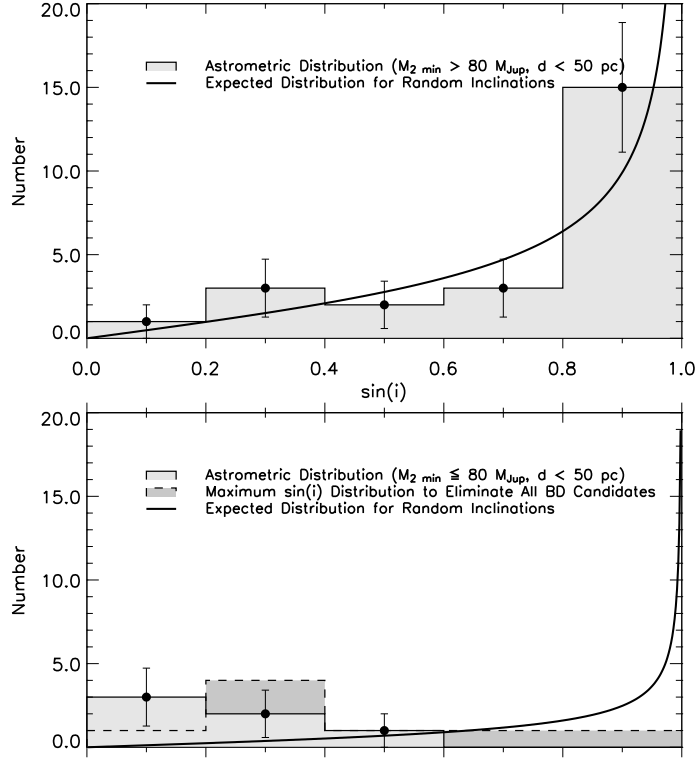 20.0
Astrometric Distribution (M2 min > 80 MJup, d < 50 pc)
Expected Distribution for Random Inclinations
15.0
Number
10.0
5.0
0.0
0.0 0.2 0.4 0.6 0.8 1.0
sin(i)
20.0
Astrometric Distribution (M2 min ≦ 80 MJup, d < 50 pc)
Maximum sin(i) Distribution to Eliminate All BD Candidates
15.0
Expected Distribution for Random Inclinations
Number
10.0
5.0
0.0